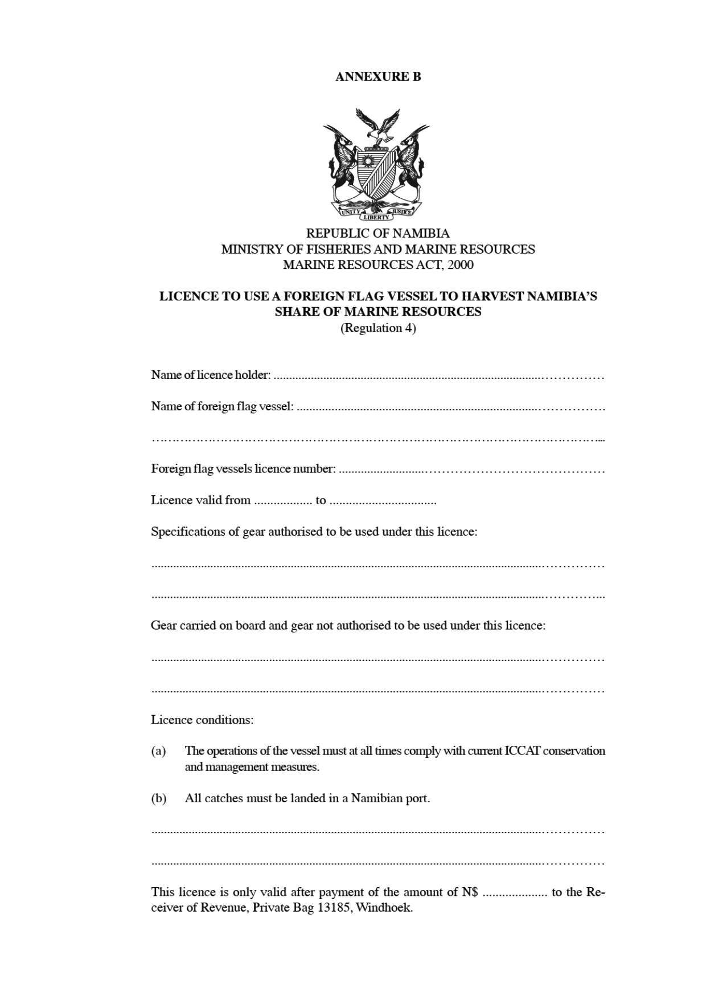 ANNEXURE B
UNITY LIBERTY JUSTICE
REPUBLIC OF NAMIBIA
MINISTRY OF FISHERIES AND MARINE RESOURCES
MARINE RESOURCES ACT, 2000
LICENCE TO USE A FOREIGN FLAG VESSEL TO HARVEST NAMIBIA’S
SHARE OF MARINE RESOURCES
(Regulation 4)
Name of licence holder: ..........................................................................................
Name of foreign flag vessel: ..........................................................................................
..........................................................................................
Foreign flag vessels licence number: ..........................................................................................
Licence valid from .................. to .................................
Specifications of gear authorised to be used under this licence:
..........................................................................................
..........................................................................................
Gear carried on board and gear not authorised to be used under this licence:
..........................................................................................
..........................................................................................
Licence conditions:
(a) The operations of the vessel must at all times comply with current ICCAT conservation
and management measures.
(b) All catches must be landed in a Namibian port.
..........................................................................................
..........................................................................................
This licence is only valid after payment of the amount of N$ .................... to the Re-
ceiver of Revenue, Private Bag 13185, Windhoek.